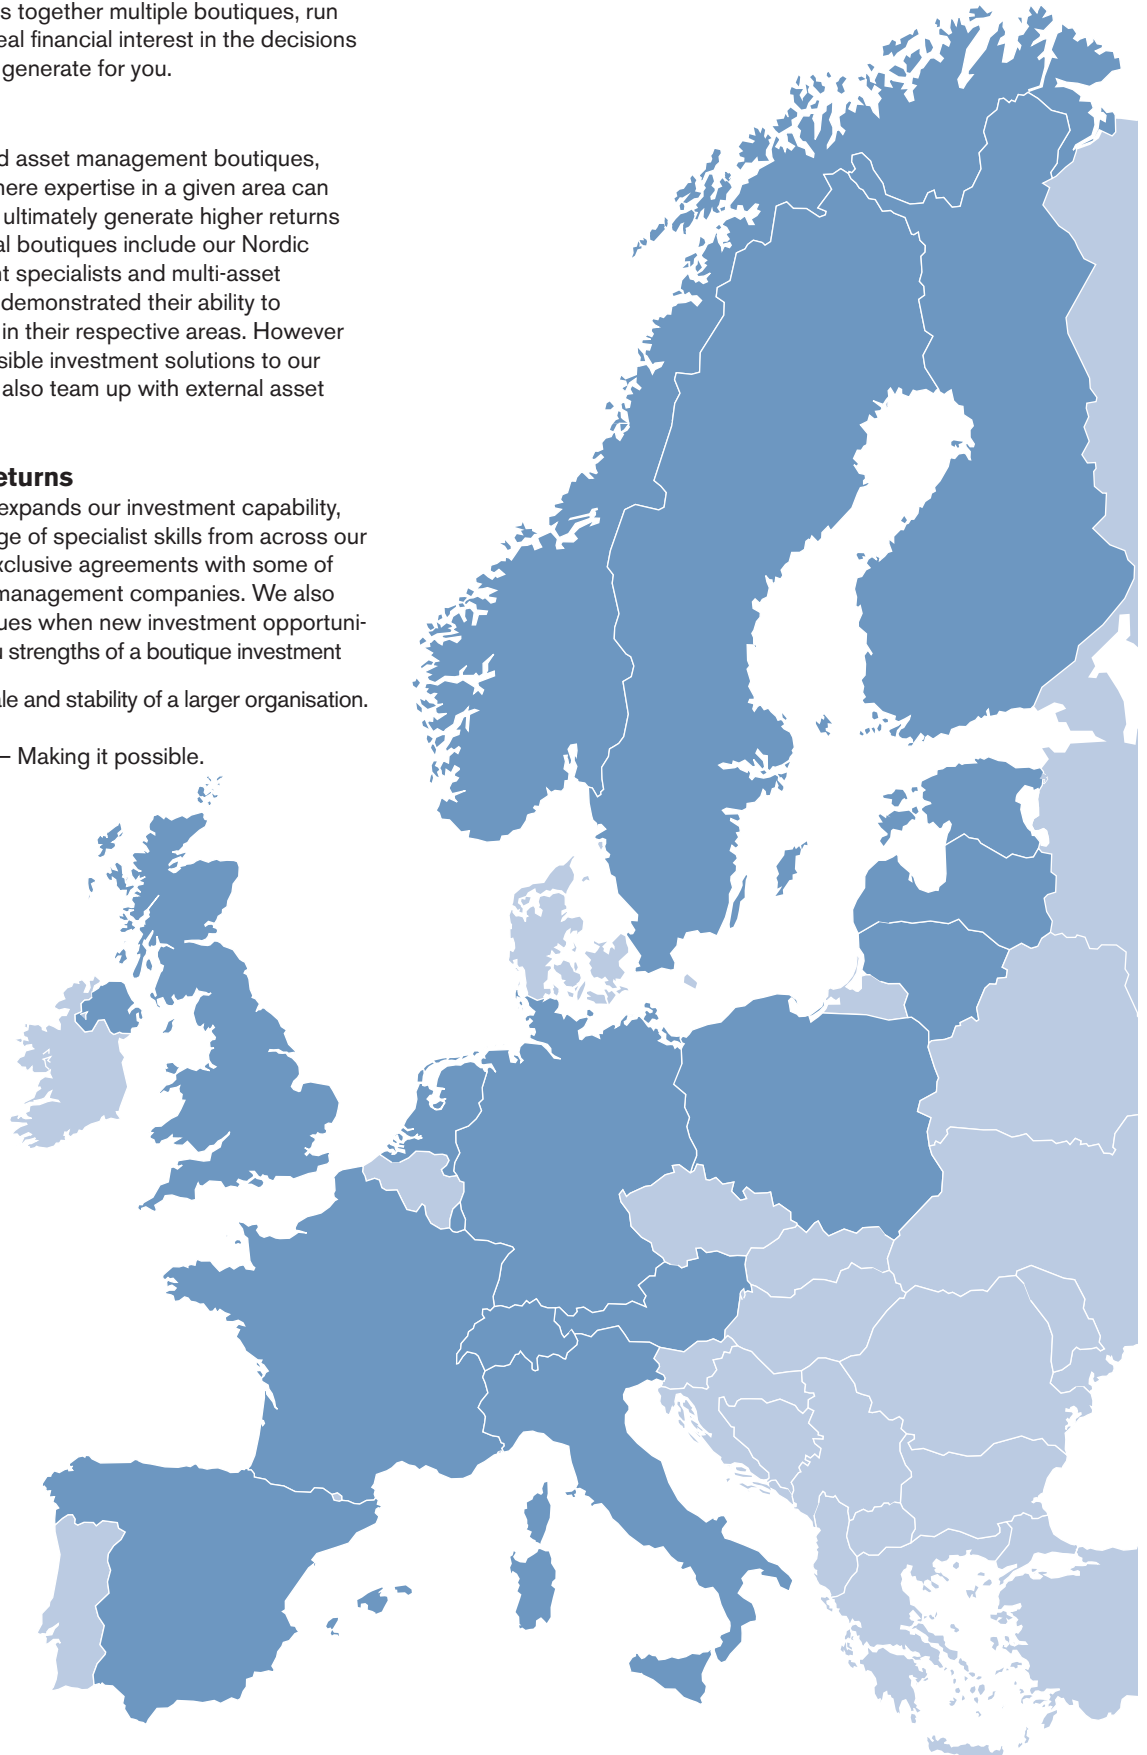 s together multiple boutiques, run
eal financial interest in the decisions
generate for you.
d asset management boutiques,
here expertise in a given area can
ultimately generate higher returns
al boutiques include our Nordic
nt specialists and multi-asset
demonstrated their ability to
in their respective areas. However
sible investment solutions to our
also team up with external asset
eturns
expands our investment capability,
ge of specialist skills from across our
xclusive agreements with some of
management companies. We also
ues when new investment opportuni-
u strengths of a boutique investment
le and stability of a larger organisation.
– Making it possible.